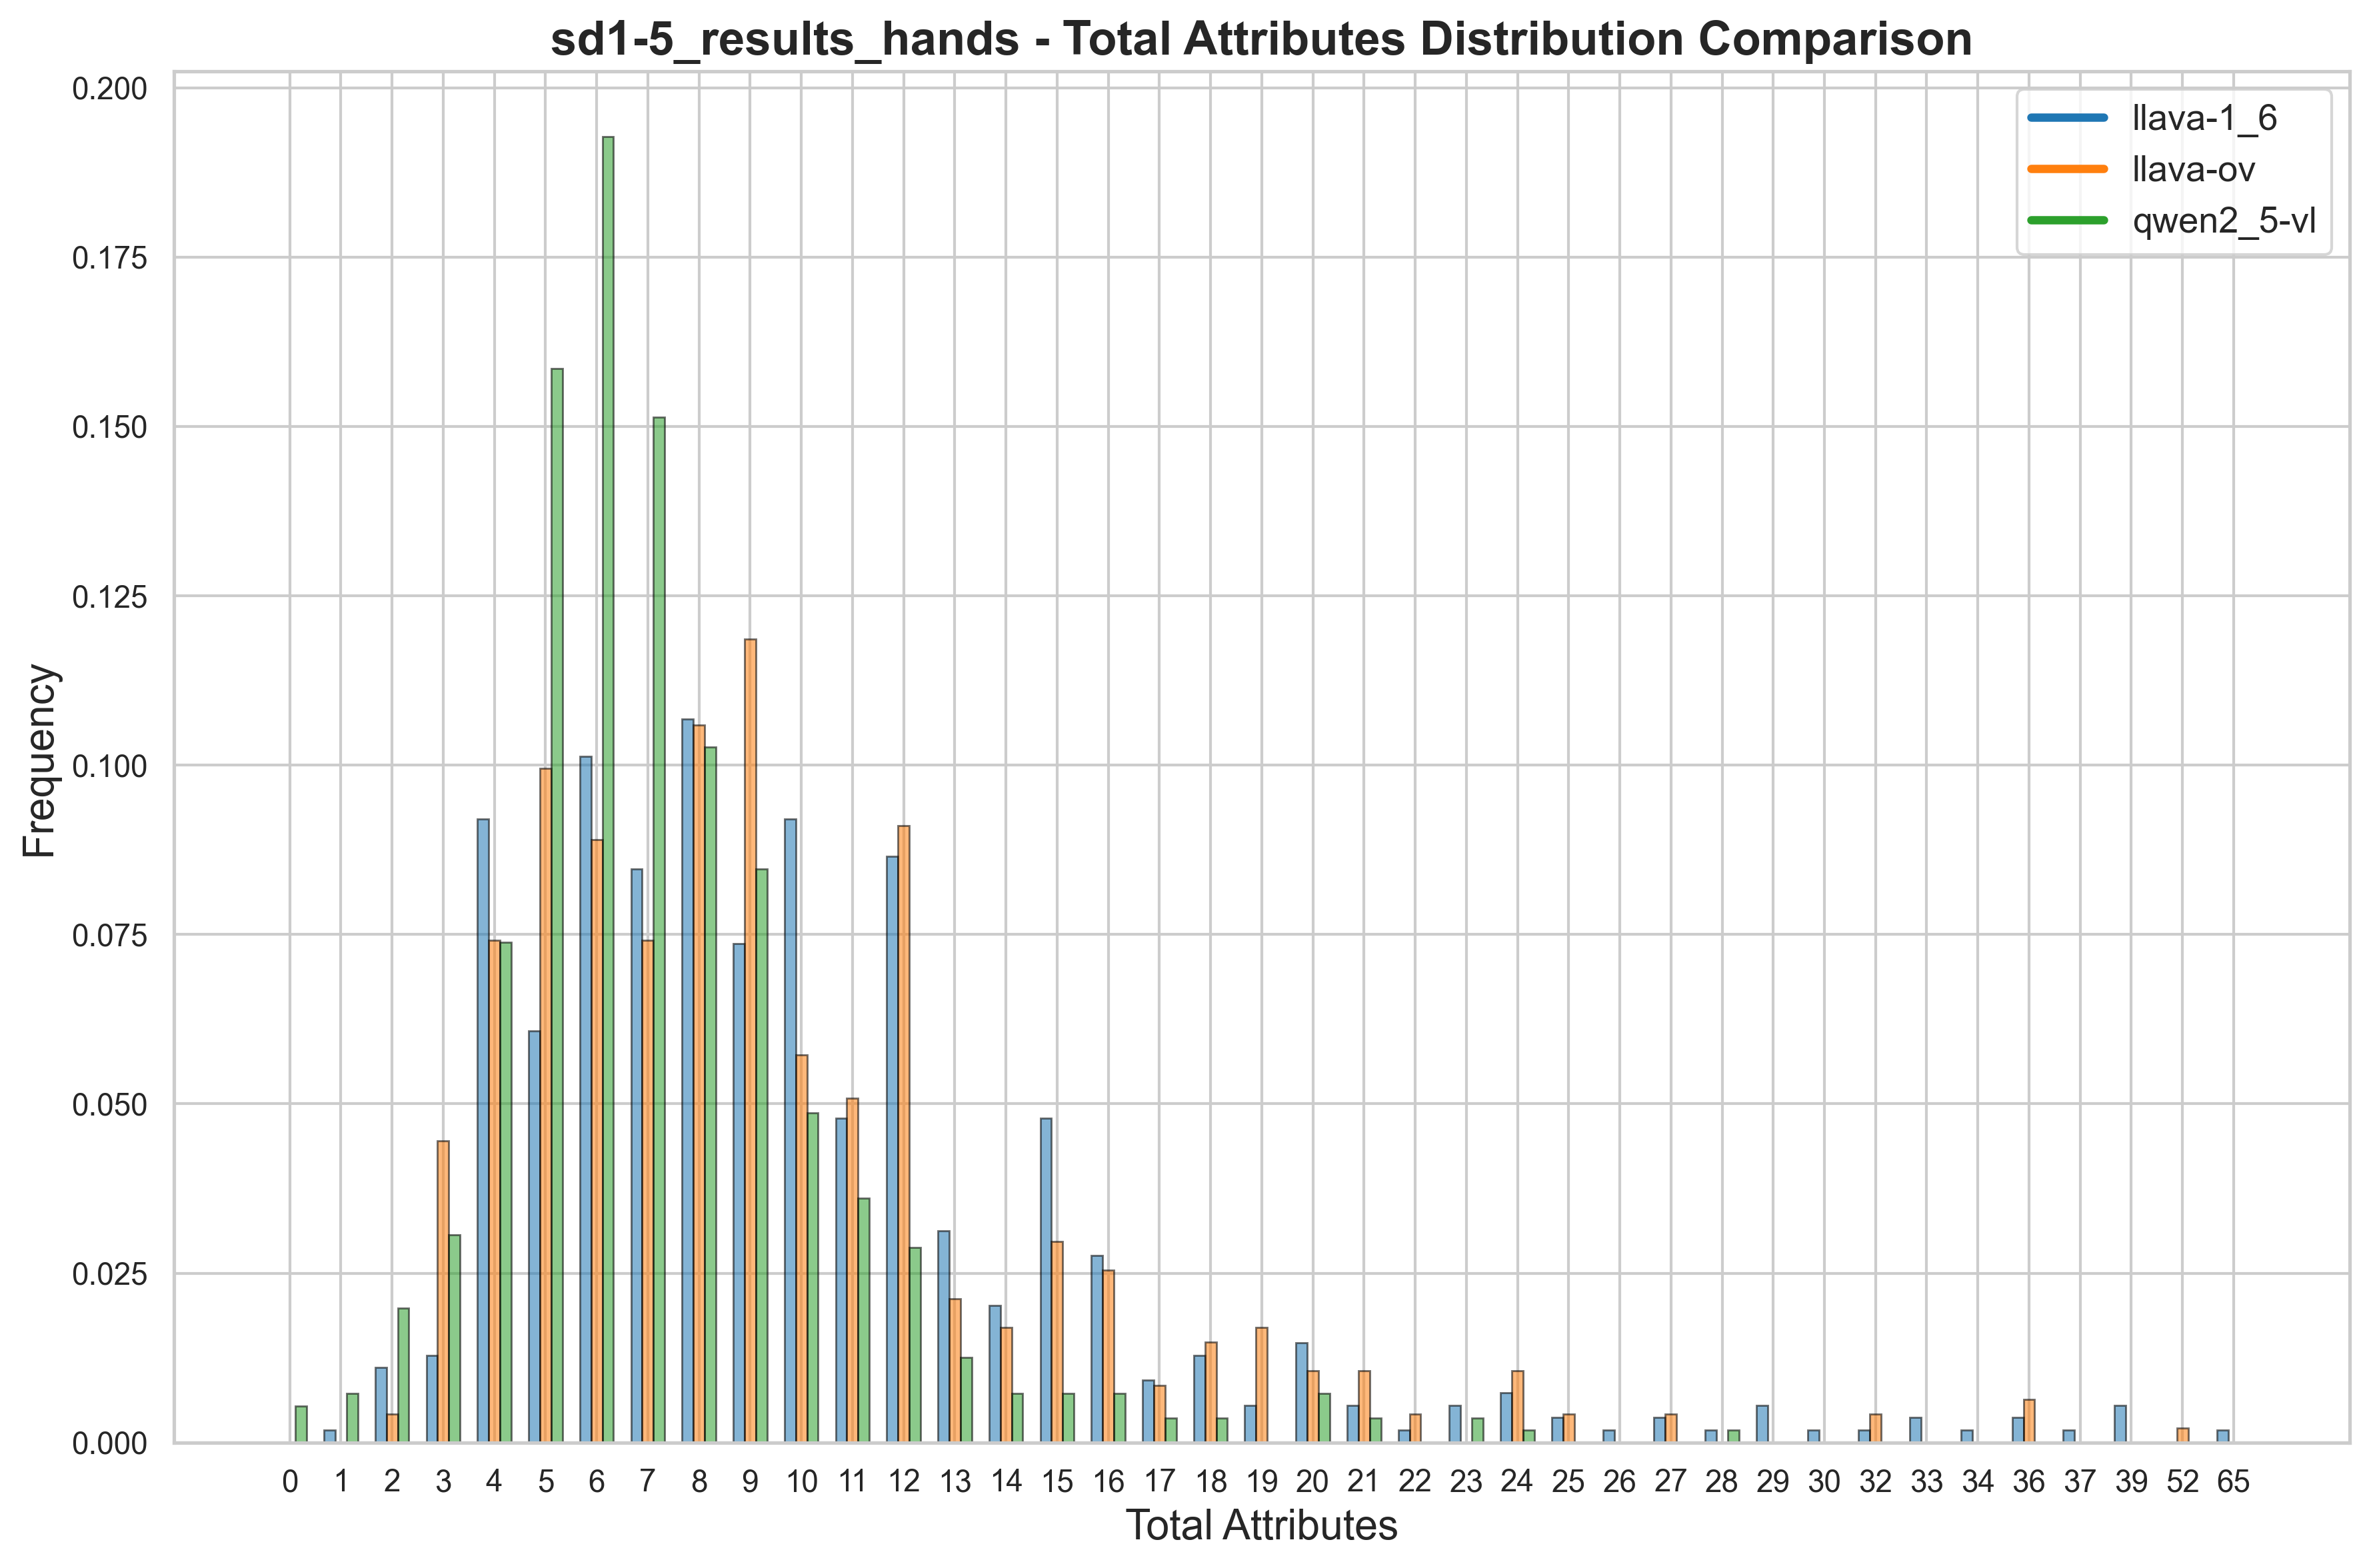 sd1-5_results_hands - Total Attributes Distribution Comparison
0.200
0.175
0.150
0.125
0.100
0.075
0.050
0.025
0.000
Frequency
llava-1_6
llava-ov
qwen2_5-vl
0 1 2 3 4 5 6 7 8 9 10 11 12 13 14 15 16 17 18 19 20 21 22 23 24 25 26 27 28 29 30 32 33 34 36 37 39 52 65
Total Attributes